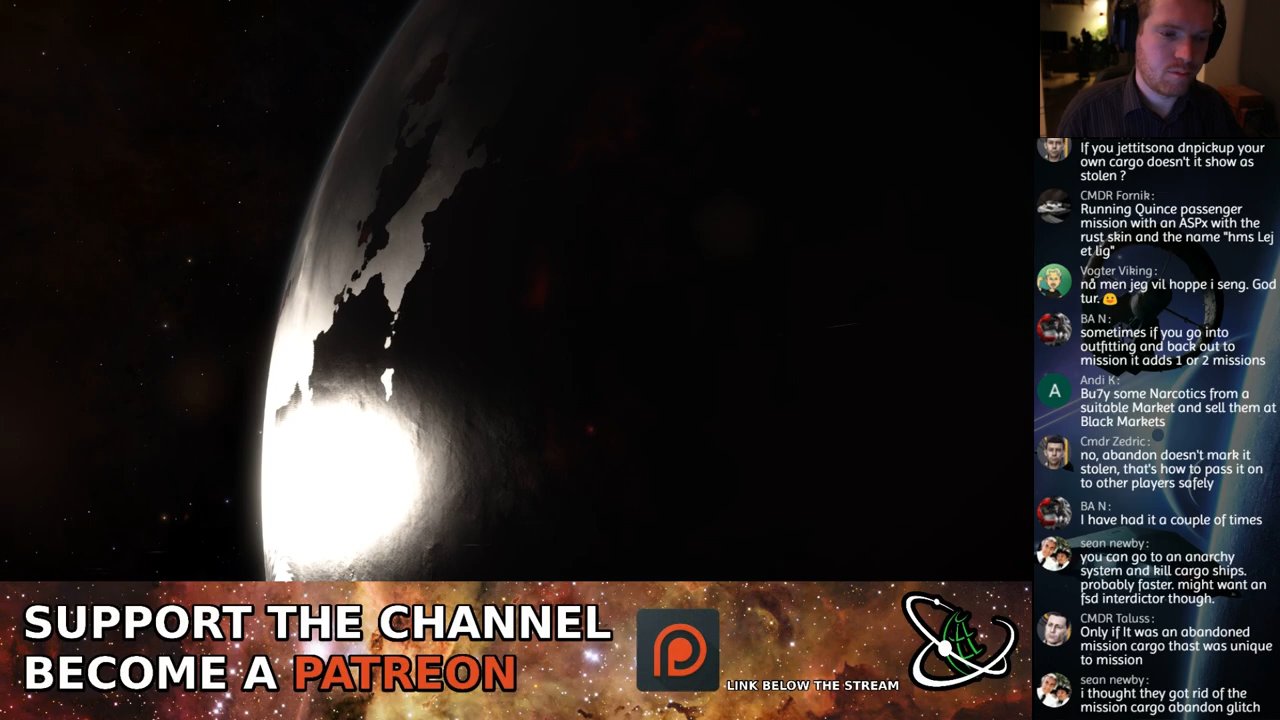 If you jettitsona dnpickup your
own cargo doesn't it show as
stolen ?
CMDR Fornik:
Running Quince passenger
mission with an ASPx with the
rust skin and the name "hms Lej
et lig"
Vogter Viking:
nå men jeg vil hoppe i seng. God
tur.
BA N:
sometimes if you go into
outfitting and back out to
mission it adds 1 or 2 missions
A
Andi K:
Bu7y some Narcotics from a
suitable Market and sell them at
Black Markets
Cmdr Zedric:
no, abandon doesn't mark it
stolen, that's how to pass it on
to other players safely
BA N:
I have had it a couple of times
sean newby:
you can go to an anarchy
system and kill cargo ships.
probably faster. might want an
fsd interdictor though.
CMDR Taluss:
Only if It was an abandoned
mission cargo thast was unique
to mission
sean newby:
i thought they got rid of the
mission cargo abandon glitch
SUPPORT THE CHANNEL
BECOME A PATREON
LINK BELOW THE STREAM